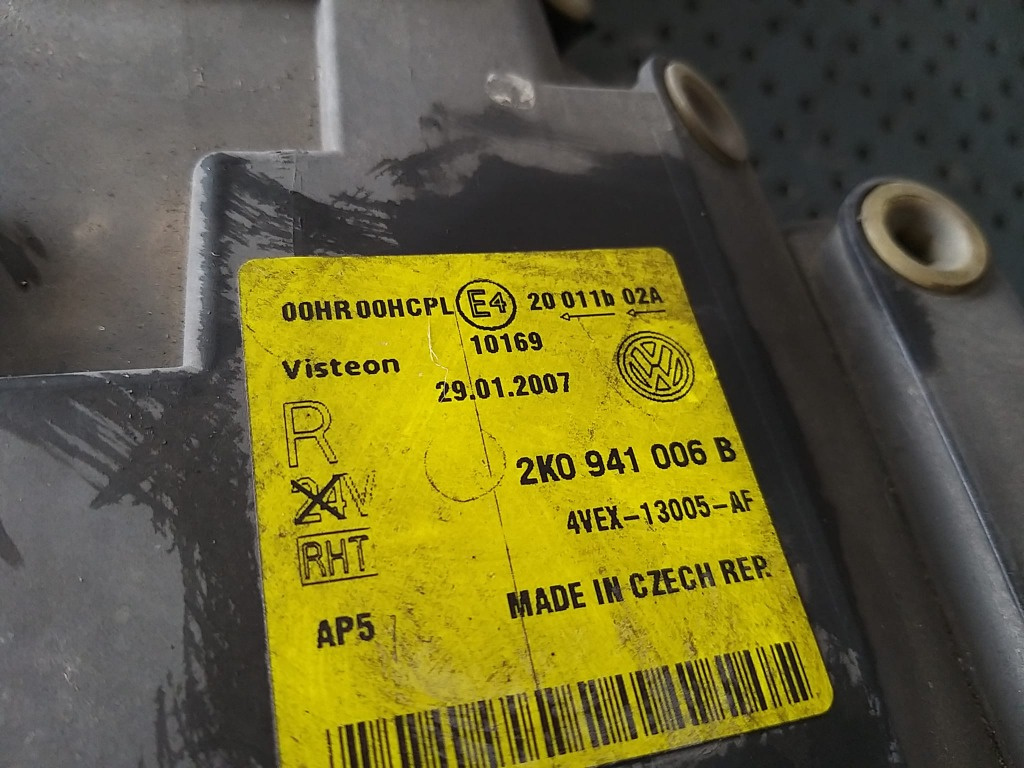 00HR 00HCPL E4 20 011b 02A
10169
Visteon
29.01.2007
R
24V
2K0 941 006 B
4VEX-13005-AF
RHT
MADE IN CZECH REP.
AP5